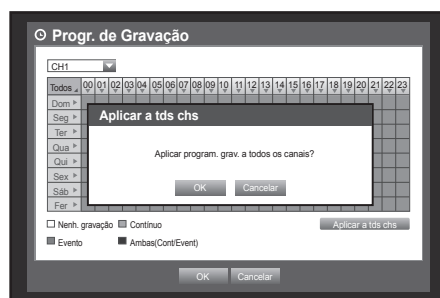 Progr. de Gravação
CH1
Todos 00 01 02 03 04 05 06 07 08 09 10 11 12 13 14 15 16 17 18 19 20 21 22 23
Dom
Seg
Ter
Qua
Qui
Sex
Sáb
Fer
Aplicar a tds chs
Aplicar program. grav. a todos os canais?
OK Cancelar
Nenh. gravação Contínuo Aplicar a tds chs
Evento Ambas(Cont/Event)
OK Cancelar